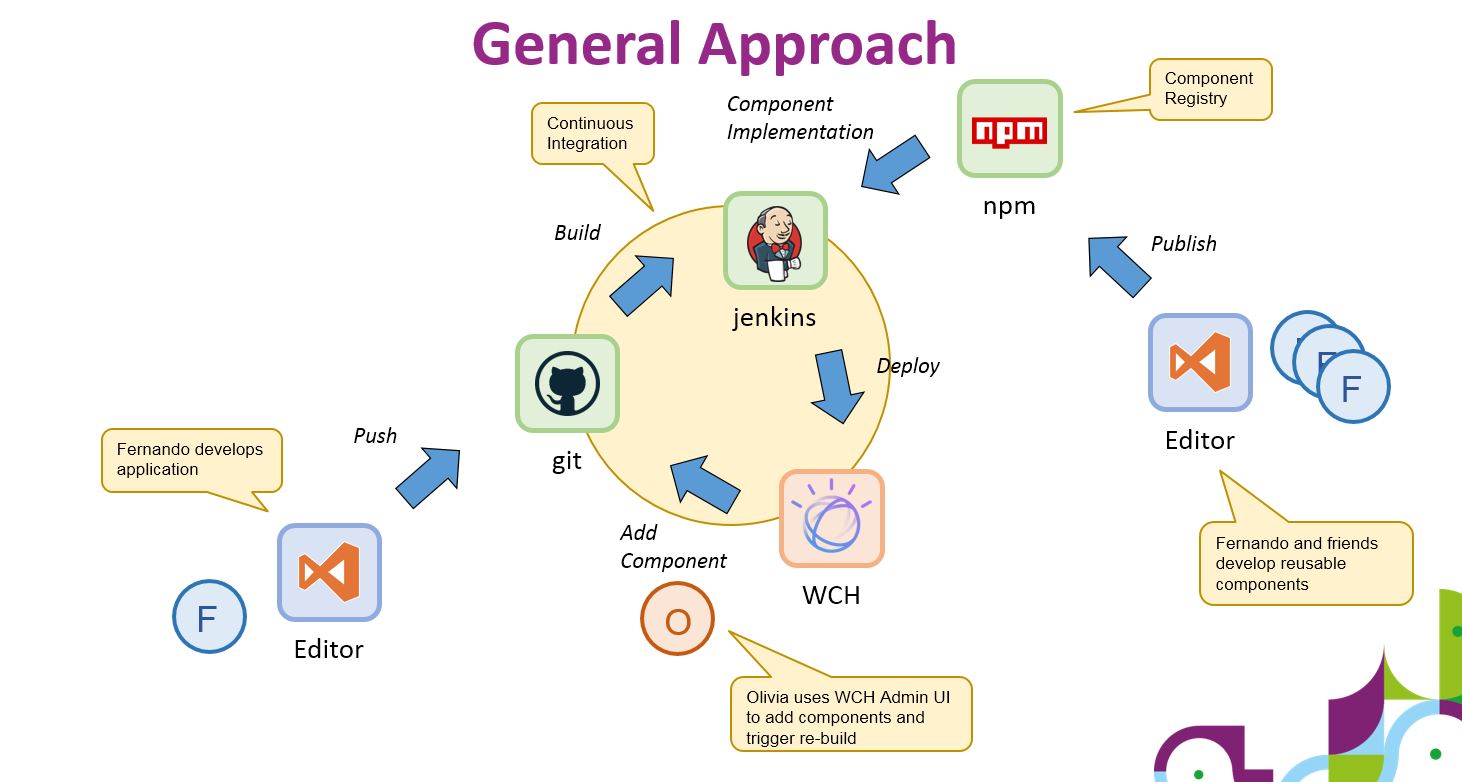 General Approach
Component
Registry
Component
Implementation
npm
npm
Continuous
Integration
Build
jenkins
Publish
Deploy
git
Editor
F
F
Fernando develops
application
Push
Add
Component
WCH
Fernando and friends
develop reusable
components
F
Editor
O
Olivia uses WCH Admin UI
to add components and
trigger re-build